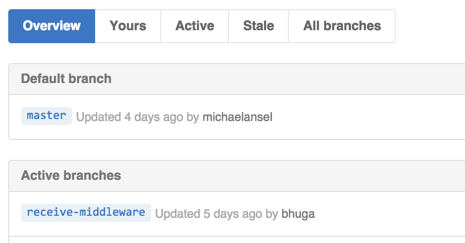 Overview Yours Active Stale All branches
Default branch
master Updated 4 days ago by michaelansel
Active branches
receive-middleware Updated 5 days ago by bhuga